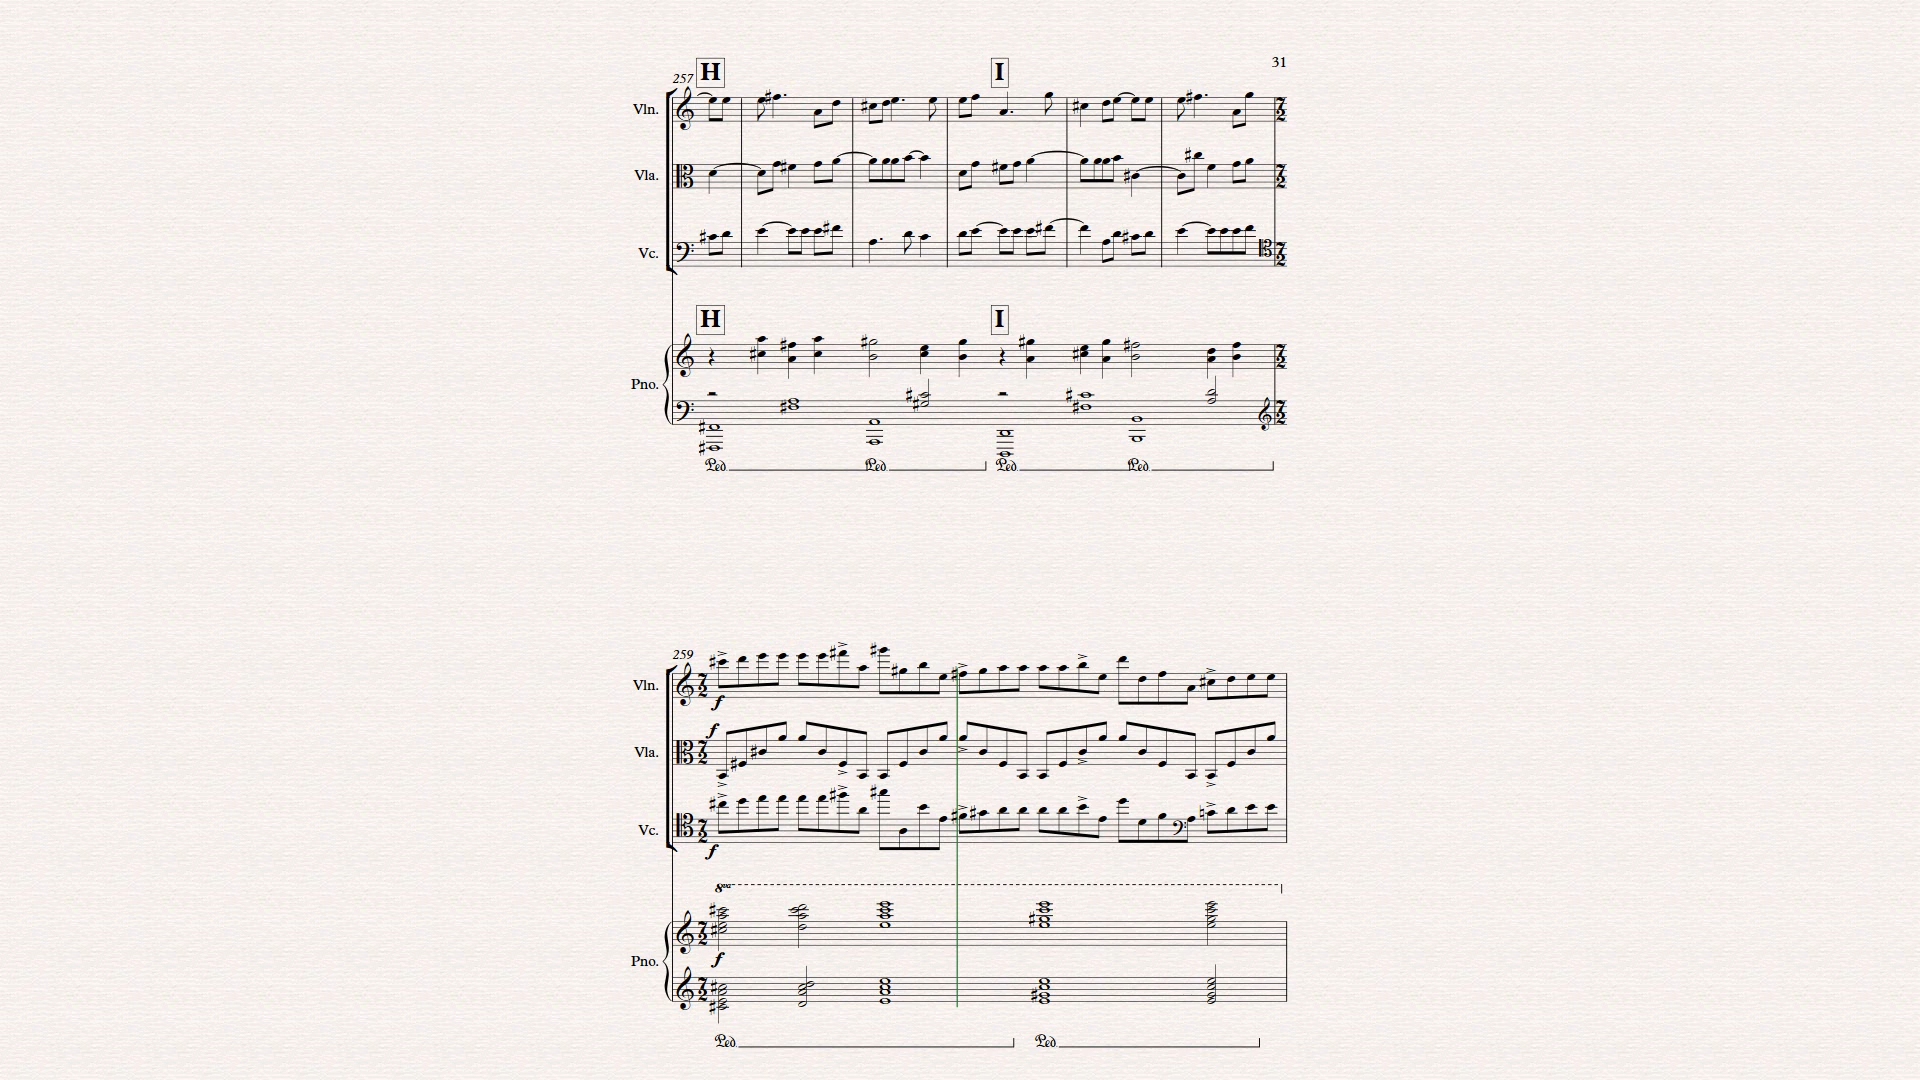 31
257 H I
Vln.
Vla.
Vc.
H I
Pno.
Ped. Ped. Ped. Ped.
259
Vln.
f
f
Vla.
Vc.
f
8va
Pno.
f
Ped. Ped.